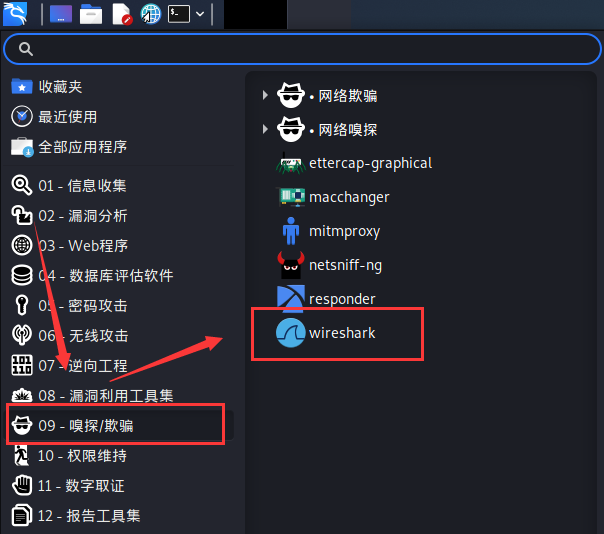 收藏夹
最近使用
全部应用程序
01 - 信息收集
02 - 漏洞分析
03 - Web程序
04 - 数据库评估软件
05 - 密码攻击
06 - 无线攻击
07 - 逆向工程
08 - 漏洞利用工具集
09 - 嗅探/欺骗
10 - 权限维持
11 - 数字取证
12 - 报告工具集
• 网络欺骗
• 网络嗅探
ettercap-graphical
macchanger
mitmproxy
netsniff-ng
responder
wireshark